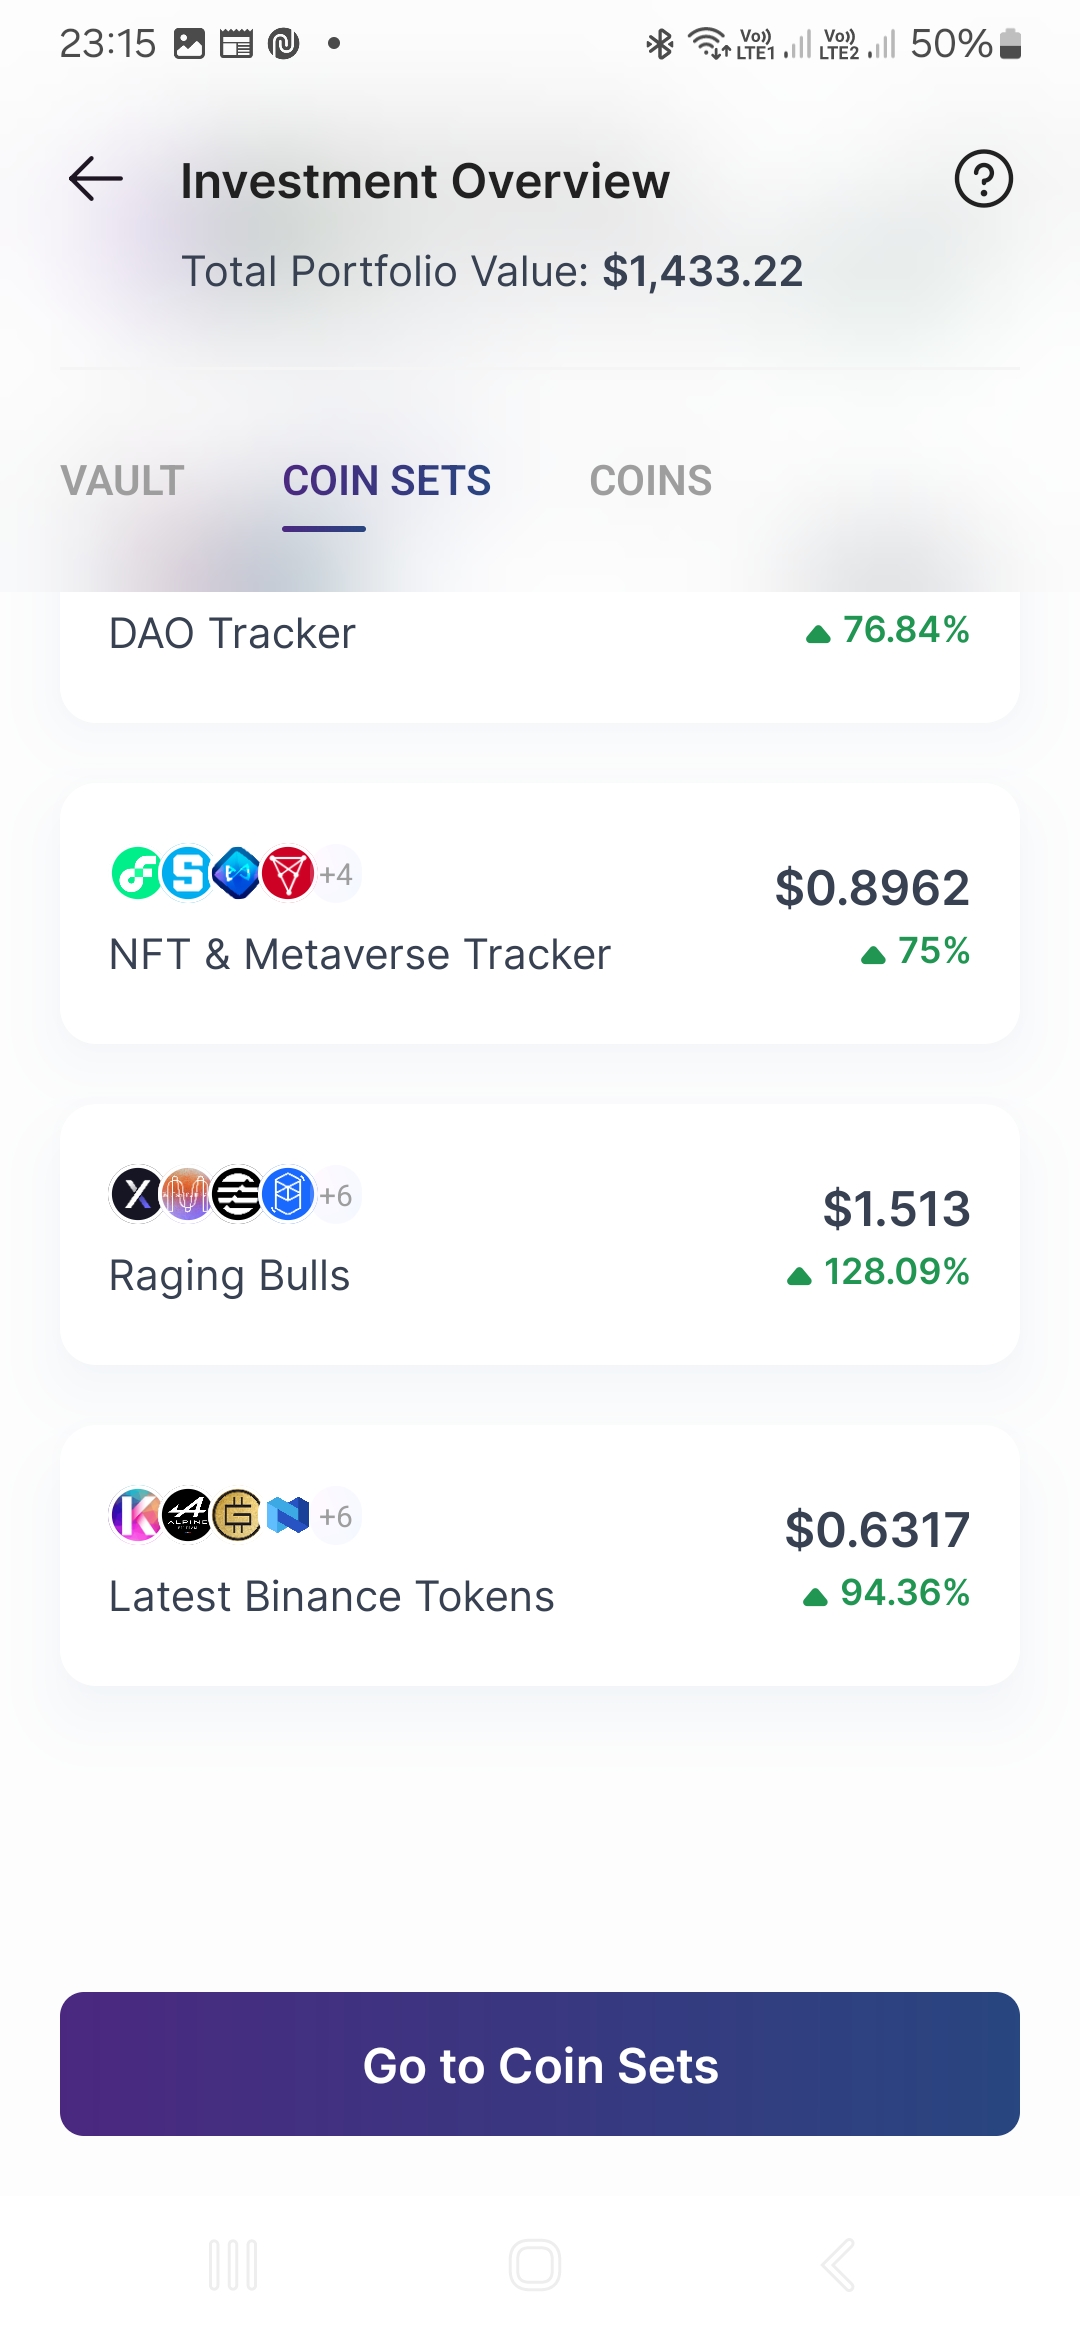 23:15 Vo)) LTE1 Vo)) LTE2 50%
Investment Overview
Total Portfolio Value: $1,433.22
VAULT COIN SETS COINS
DAO Tracker 76.84%
+4
$0.8962
NFT & Metaverse Tracker 75%
+6
$1.513
Raging Bulls 128.09%
ALPINE
+6
$0.6317
Latest Binance Tokens 94.36%
Go to Coin Sets